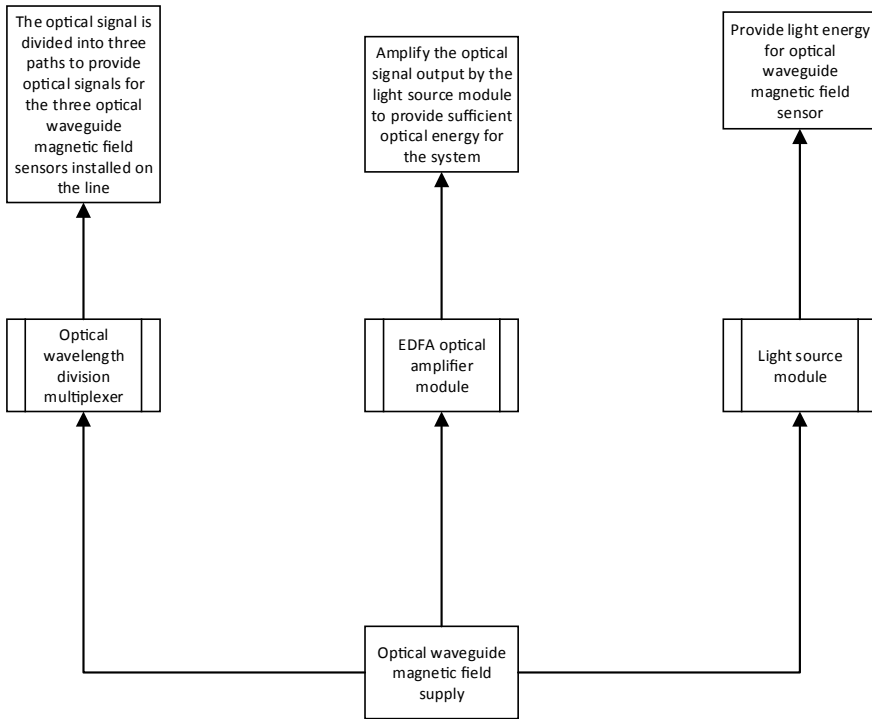 The optical signal is
divided into three
paths to provide
optical signals for
the three optical
waveguide
magnetic field
sensors installed on
the line
Amplify the optical
signal output by the
light source module
to provide sufficient
optical energy for
the system
Provide light energy
for optical
waveguide
magnetic field
sensor
Optical
wavelength
division
multiplexer
EDFA optical
amplifier
module
Light source
module
Optical waveguide
magnetic field
supply